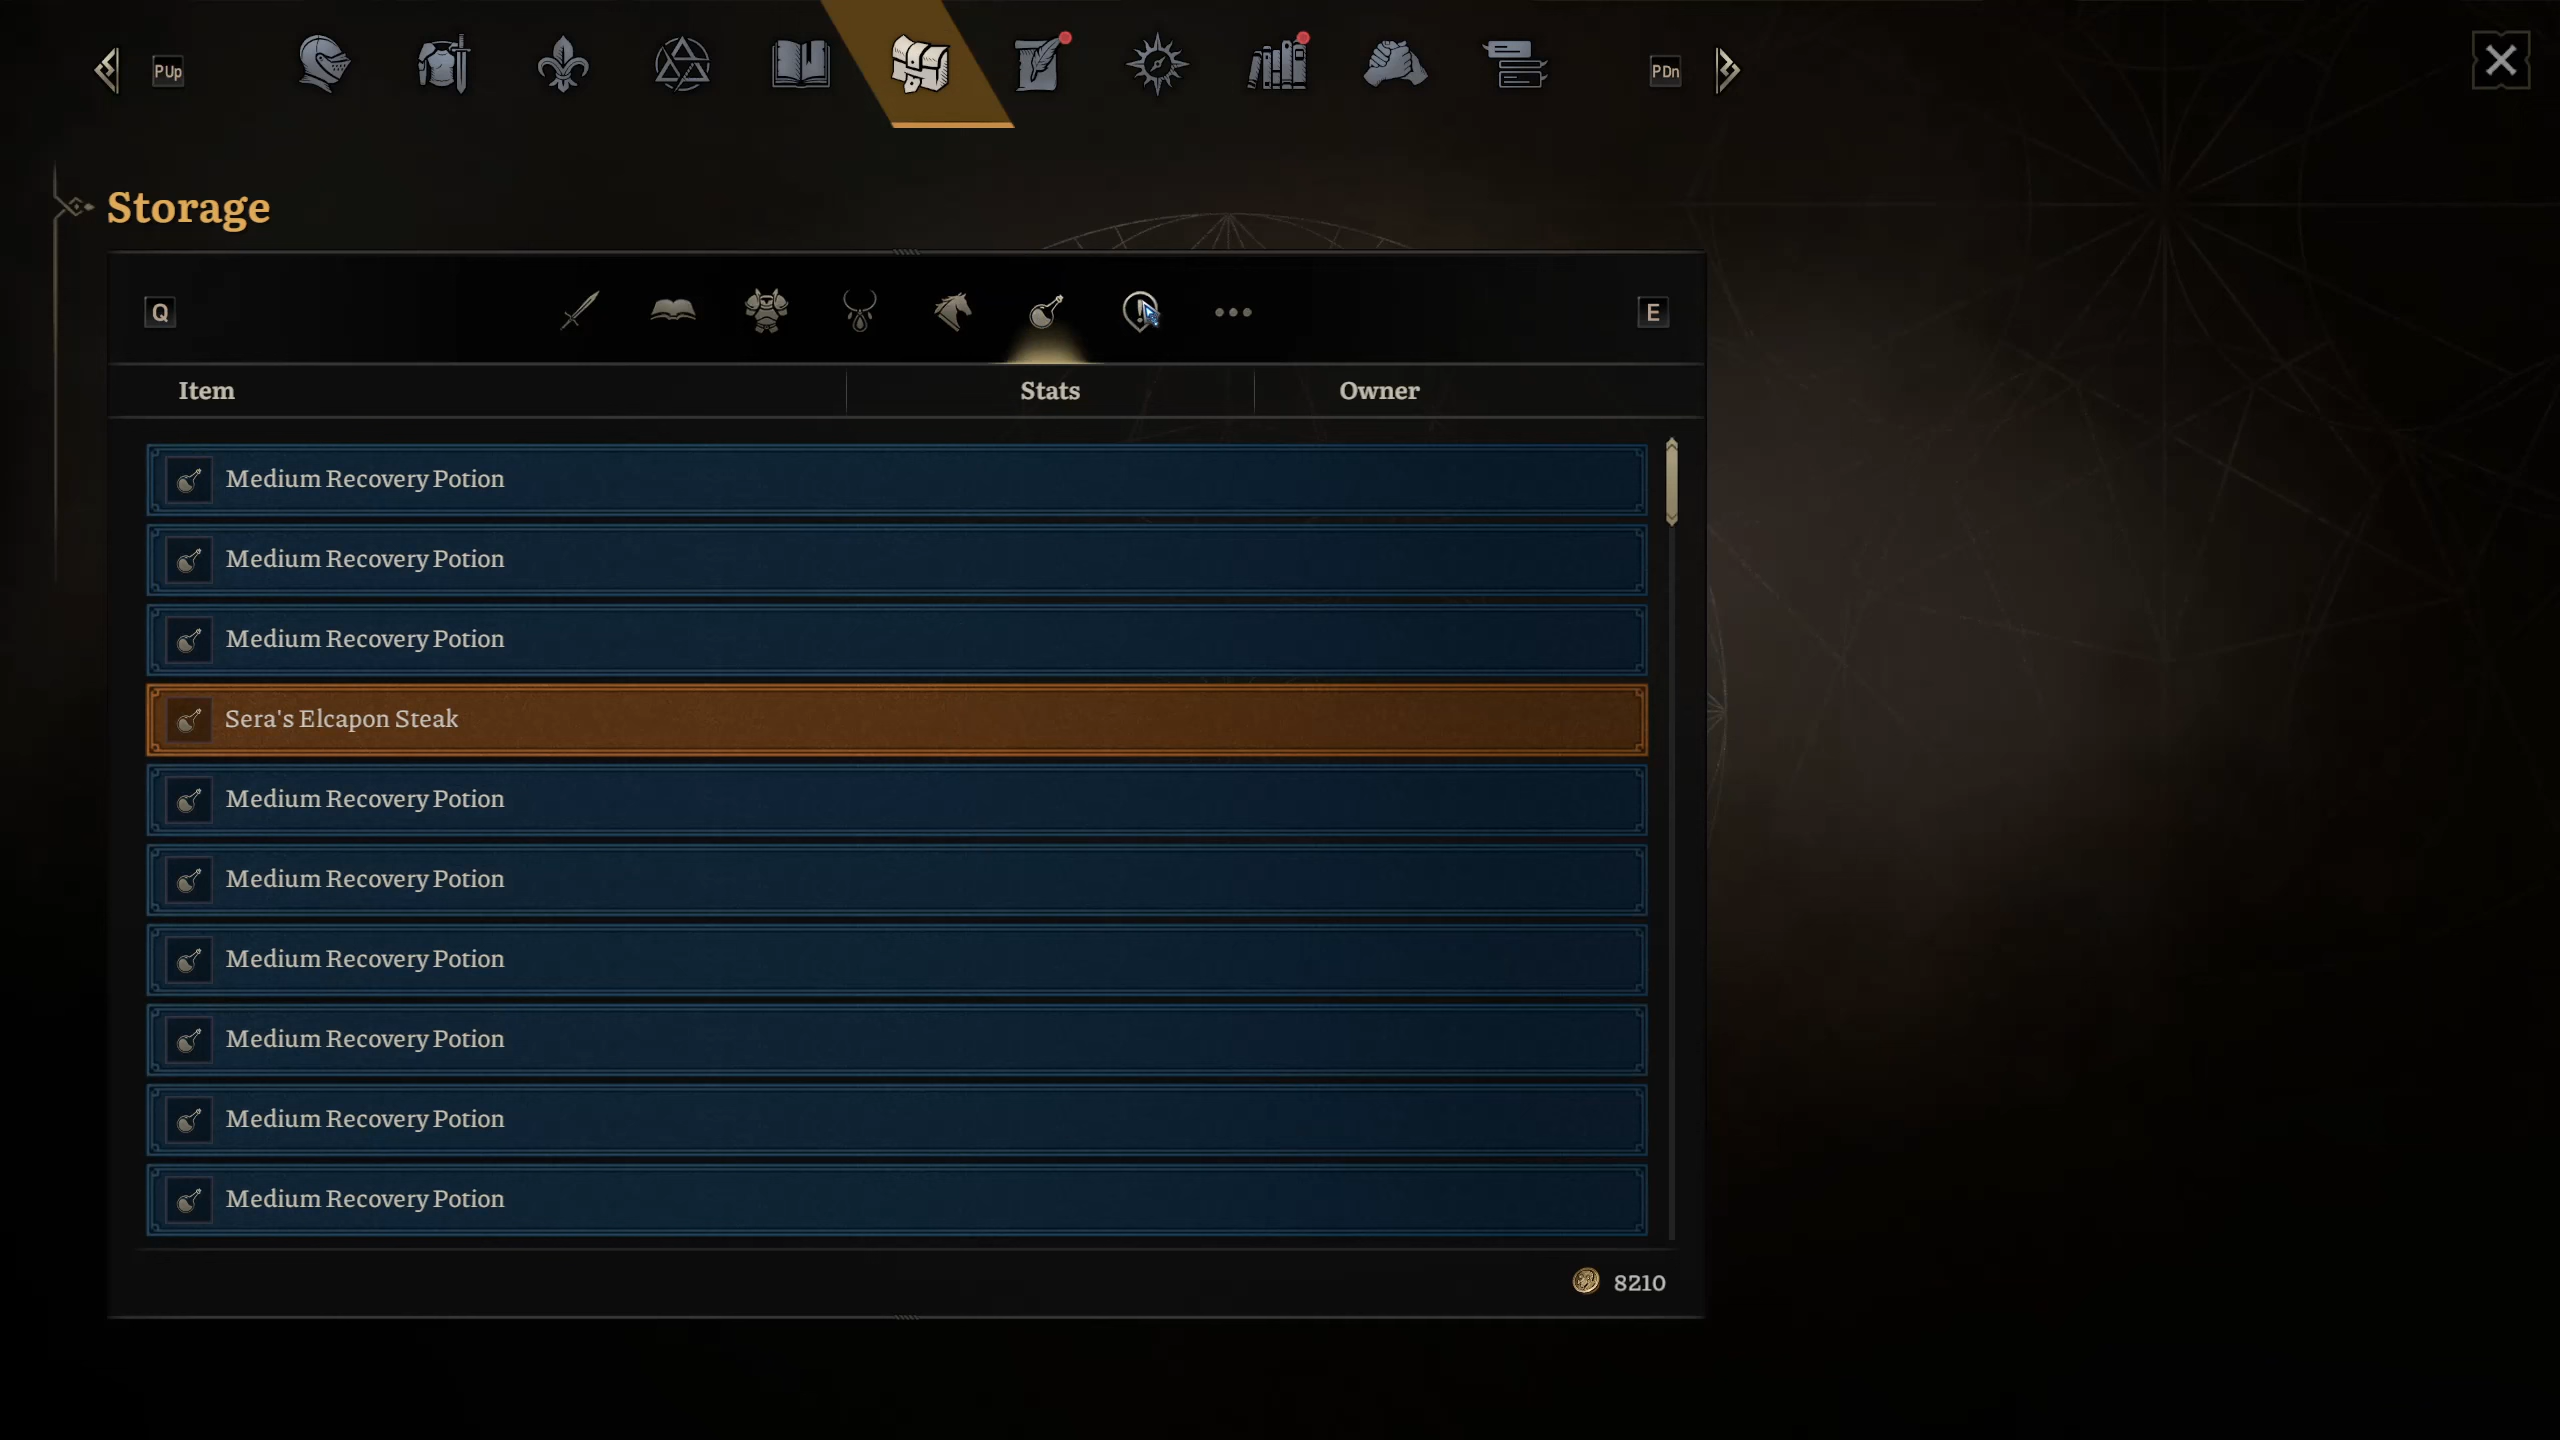 PUp
PDn
Storage
Q
E
Item
Stats
Owner
Medium Recovery Potion
Medium Recovery Potion
Medium Recovery Potion
Sera's Elcapon Steak
Medium Recovery Potion
Medium Recovery Potion
Medium Recovery Potion
Medium Recovery Potion
Medium Recovery Potion
Medium Recovery Potion
8210